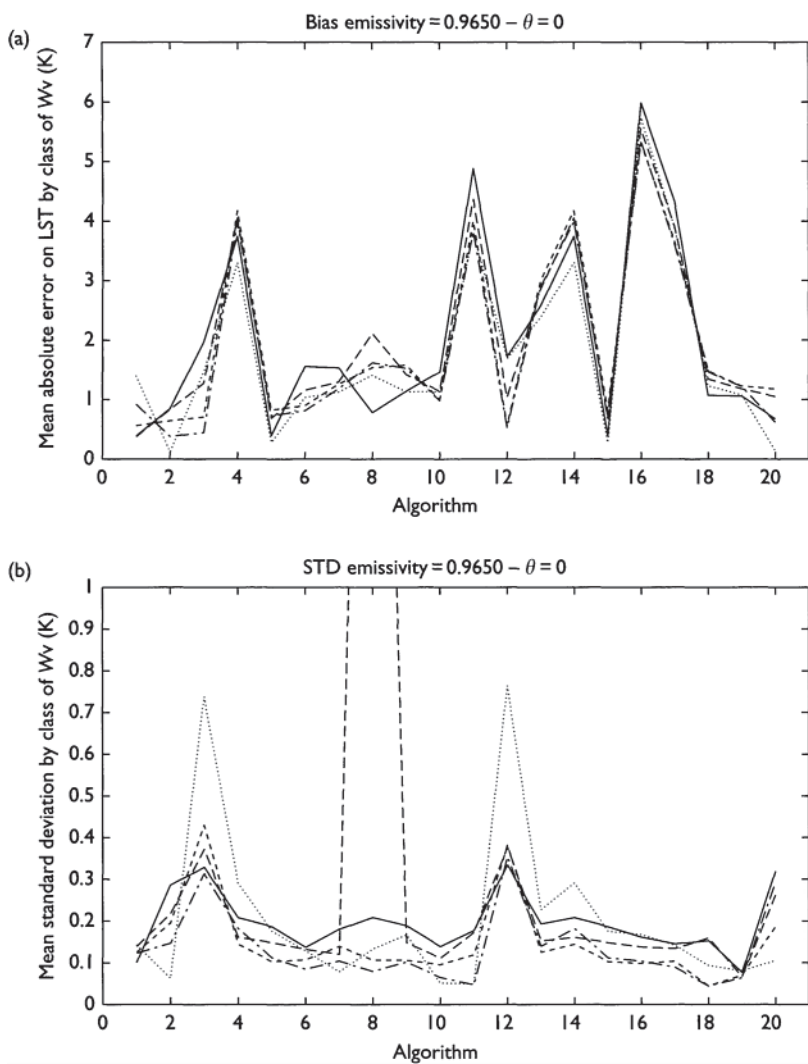 (a)
Bias emissivity = 0.9650 – θ = 0
Mean absolute error on LST by class of Wv (K)
7
6
5
4
3
2
1
0
0 2 4 6 8 10 12 14 16 18 20
Algorithm
(b)
STD emissivity = 0.9650 – θ = 0
Mean standard deviation by class of Wv (K)
1
0.9
0.8
0.7
0.6
0.5
0.4
0.3
0.2
0.1
0
0 2 4 6 8 10 12 14 16 18 20
Algorithm